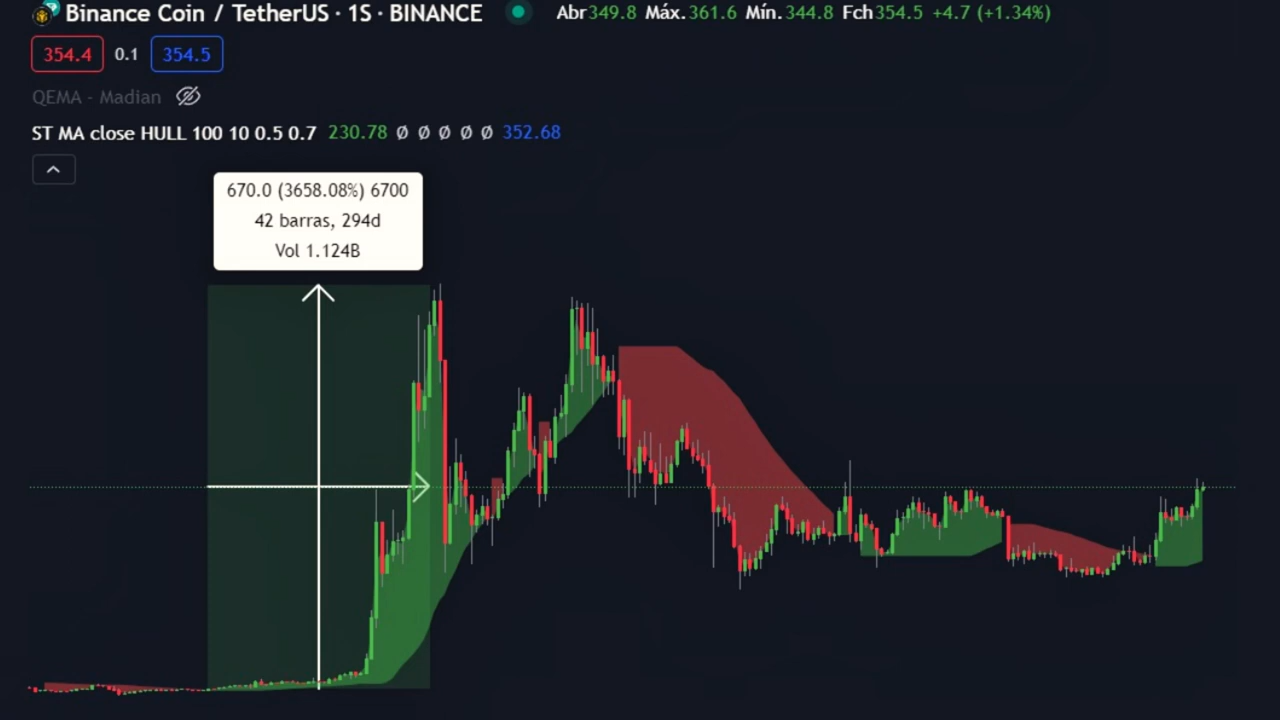 Binance Coin / TetherUS · 1S · BINANCE Abr349.8 Máx.361.6 Mín.344.8 Fch354.5 +4.7 (+1.34%)
354.4 0.1 354.5
QEMA - Madian
ST MA close HULL 100 10 0.5 0.7 230.78 Ø Ø Ø Ø Ø 352.68
670.0 (3658.08%) 6700
42 barras, 294d
Vol 1.124B